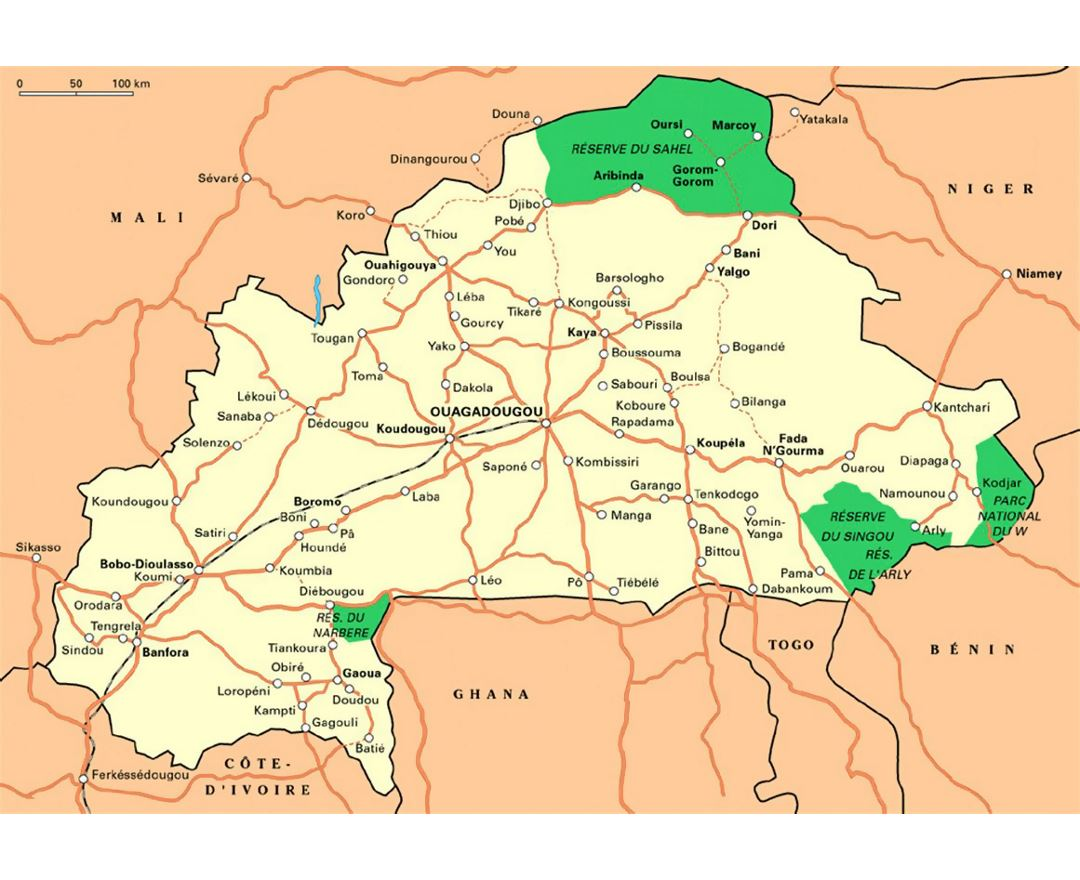 0 50 100 km
Douna
Oursi
Marcoy
Yatakala
RÉSERVE DU SAHEL
Dinangourou
Gorom-
Gorom
Aribinda
Sévaré
NIGER
MALI
Koro
Djibo
Pobé
Dori
Thiou
You
Bani
Ouahigouya
Gondoro
Yalgo
Niamey
Barsologho
Léba
Tikaré
Kongoussi
Gourcy
Kaya
Pissila
Tougan
Yako
Boussouma
Bogandé
Toma
Dakola
Sabouri
Boulsa
Lékoui
Koboure
Bilanga
Sanaba
OUAGADOUGOU
Kantchari
Dédougou
Koudougou
Rapadama
Solenzo
Koupéla
Fada
N'Gourma
Saponé
Kombissiri
Ouarou
Diapaga
Garango
Tenkodogo
Kodjar
Koundougou
Boromo
Laba
Namounou
PARC
NATIONAL
DU W
Böni
Manga
Yomin-
Yanga
RÉSERVE
DU SINGOU
Satiri
Pâ
Bane
Arly
Houndé
RÉS.
DE L'ARLY
Sikasso
Bittou
Bobo-Dioulasso
Koumi
Koumbia
Pama
Léo
Pô
Tiébélé
Dabankoum
Diébougou
Orodara
RÉS. DU
NARBERE
Tengrela
Sindou
Banfora
Tiankoura
TOGO
BÉNIN
Obiré
Gaoua
Loropéni
Doudou
GHANA
Kampti
Gagouli
Batié
CÔTE-
D'IVOIRE
Ferkéssédougou